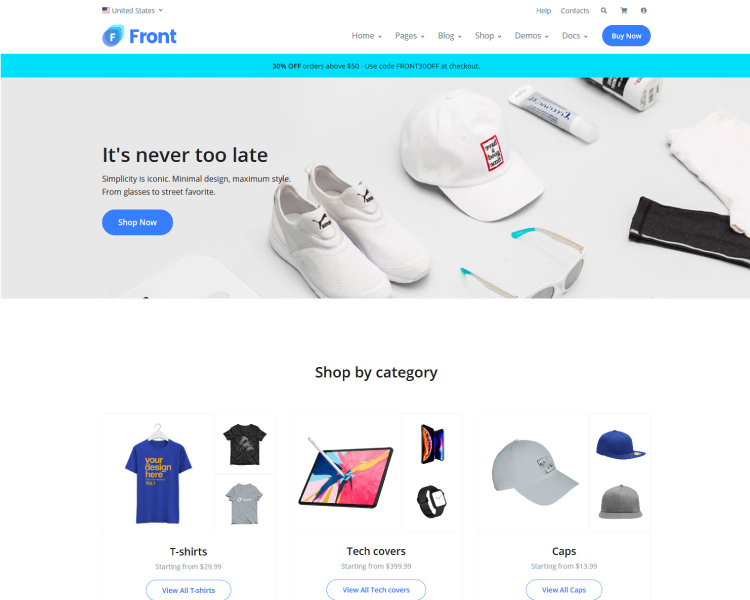 United States
Help Contacts
Front
Home Pages Blog Shop Demos Docs Buy Now
30% OFF orders above $50 - Use code FRONT30OFF at checkout.
It's never too late
Simplicity is iconic. Minimal design, maximum style.
From glasses to street favorite.
Shop Now
Shop by category
your
design
here
T-shirts
Starting from $29.99
View All T-shirts
Tech covers
Starting from $399.99
View All Tech covers
Caps
Starting from $13.99
View All Caps